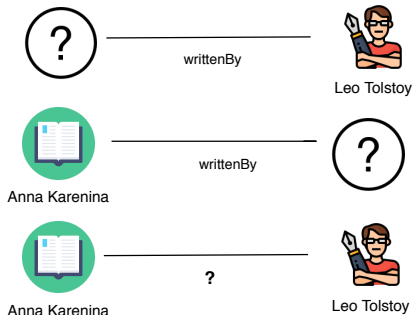 ?
writtenBy
Leo Tolstoy
?
writtenBy
Anna Karenina
?
Anna Karenina
Leo Tolstoy